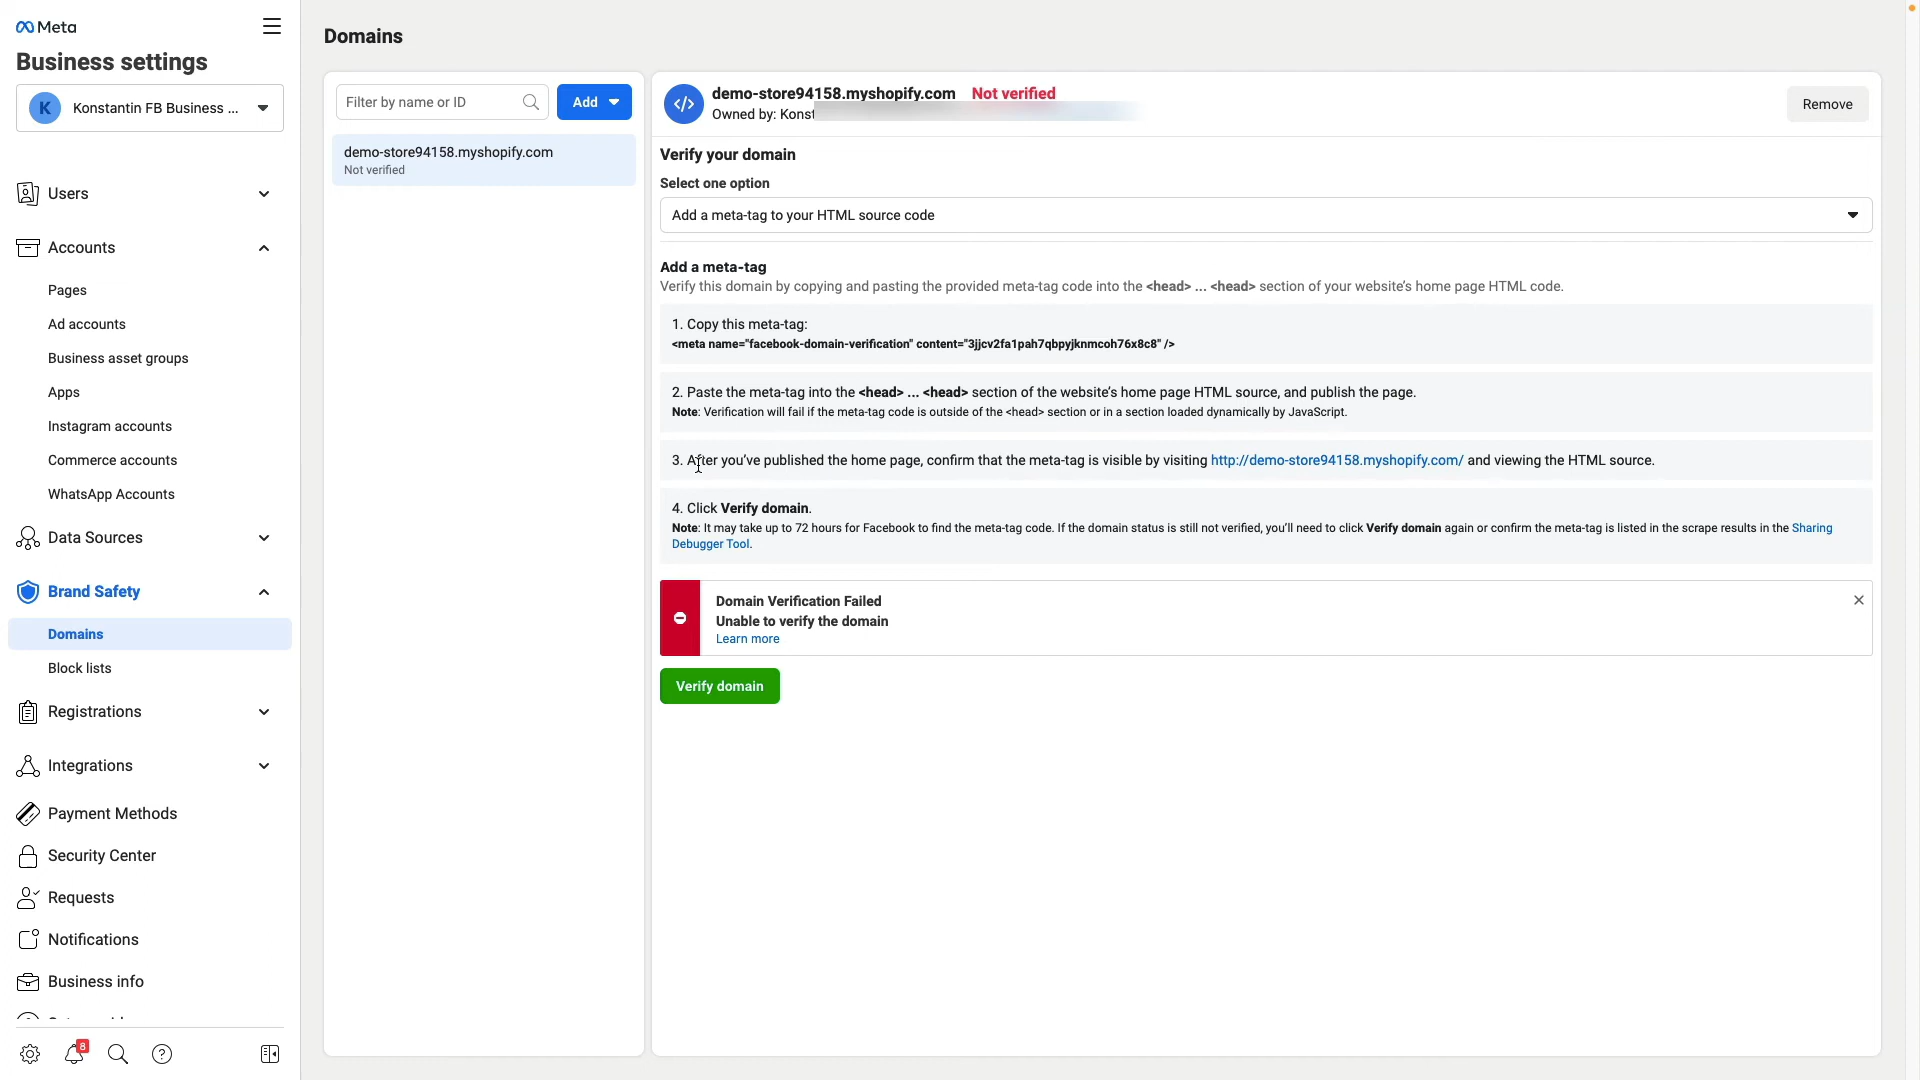 Meta
Business settings
K
Konstantin FB Business ...
Users
Accounts
Pages
Ad accounts
Business asset groups
Apps
Instagram accounts
Commerce accounts
WhatsApp Accounts
Data Sources
Brand Safety
Domains
Block lists
Registrations
Integrations
Payment Methods
Security Center
Requests
Notifications
Business info
8
Domains
Filter by name or ID
Add
demo-store94158.myshopify.com
Not verified
demo-store94158.myshopify.com Not verified
Owned by: Konst
Remove
Verify your domain
Select one option
Add a meta-tag to your HTML source code
Add a meta-tag
Verify this domain by copying and pasting the provided meta-tag code into the <head> ... <head> section of your website's home page HTML code.
1. Copy this meta-tag:
<meta name="facebook-domain-verification" content="3jjcv2fa1pah7qbpyjknmcoh76x8c8" />
2. Paste the meta-tag into the <head> ... <head> section of the website's home page HTML source, and publish the page.
Note: Verification will fail if the meta-tag code is outside of the <head> section or in a section loaded dynamically by JavaScript.
3. After you've published the home page, confirm that the meta-tag is visible by visiting http://demo-store94158.myshopify.com/ and viewing the HTML source.
4. Click Verify domain.
Note: It may take up to 72 hours for Facebook to find the meta-tag code. If the domain status is still not verified, you'll need to click Verify domain again or confirm the meta-tag is listed in the scrape results in the Sharing
Debugger Tool.
Domain Verification Failed
Unable to verify the domain
Learn more
Verify domain